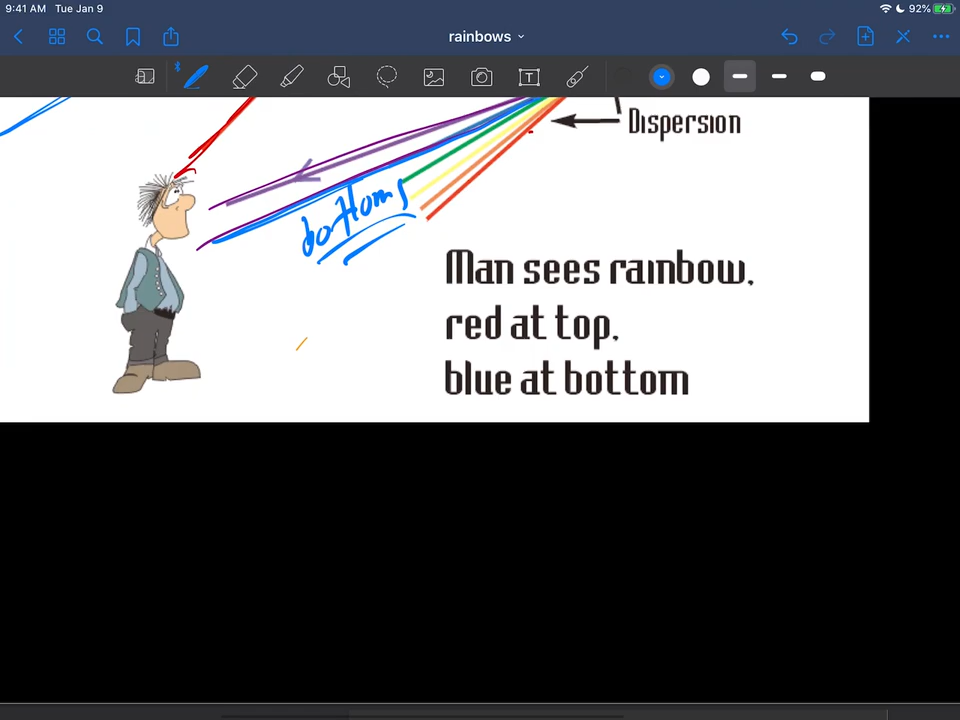 9:41 AM Tue Jan 9
92%
rainbows
T
Dispersion
bottoms
Man sees rainbow,
red at top,
blue at bottom